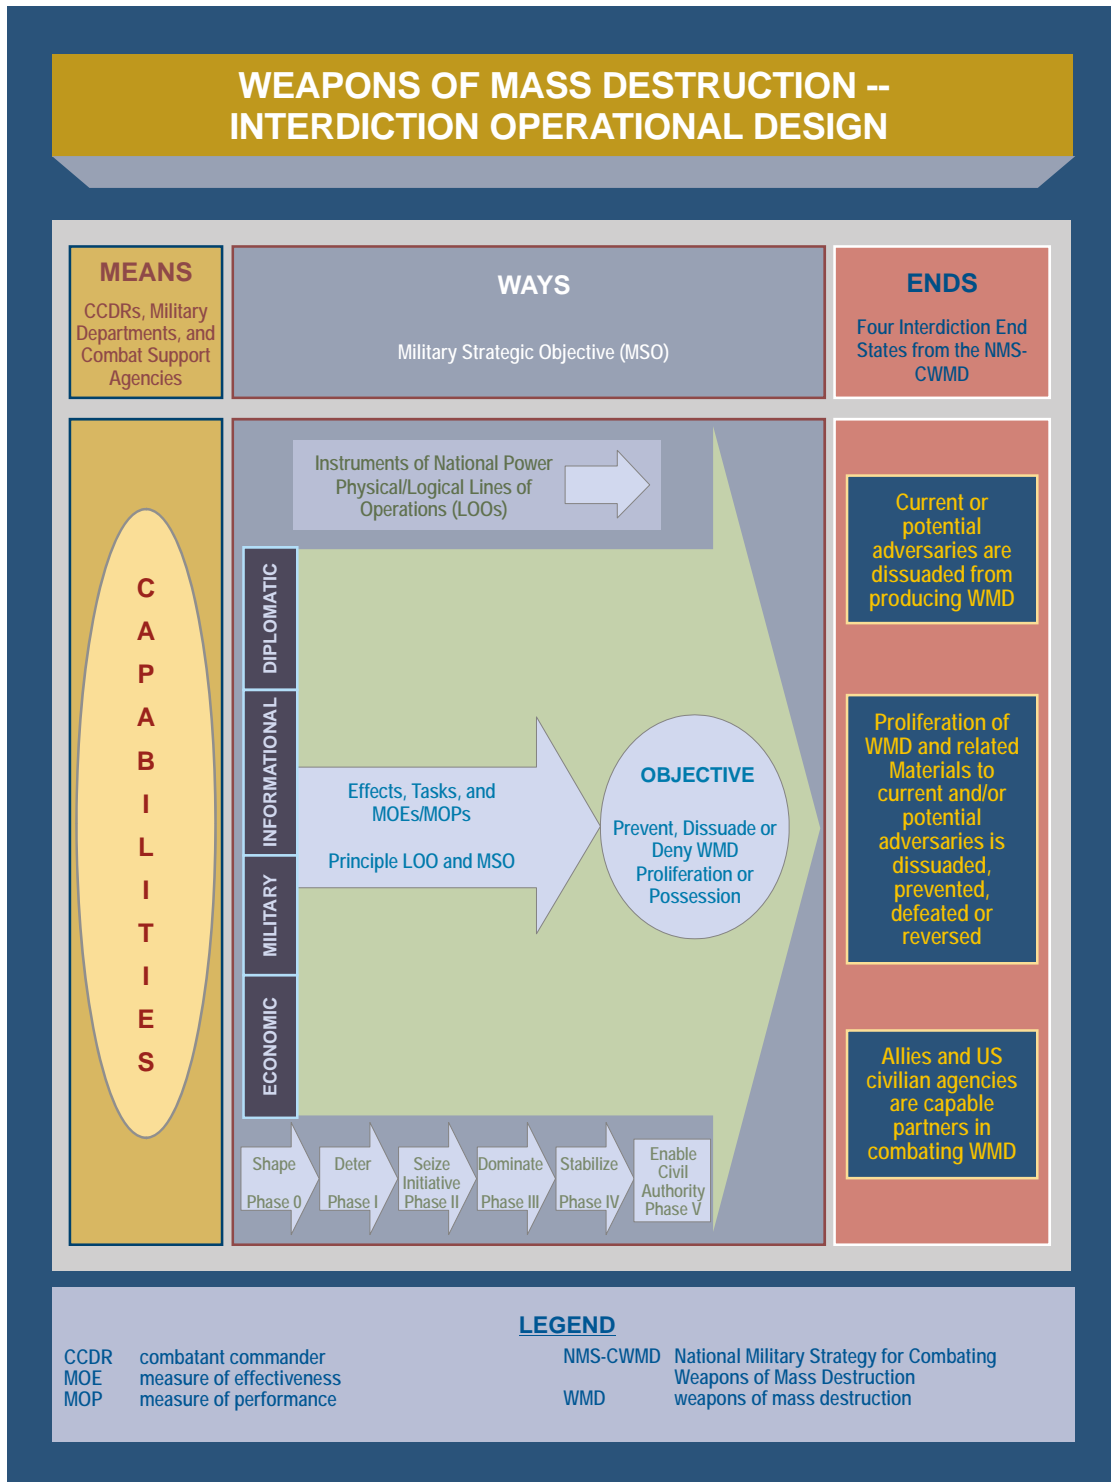 WEAPONS OF MASS DESTRUCTION --
INTERDICTION OPERATIONAL DESIGN
MEANS
CCDRs, Military
Departments, and
Combat Support
Agencies
WAYS
Military Strategic Objective (MSO)
ENDS
Four Interdiction End
States from the NMS-
CWMD
CAPABILITIES
Instruments of National Power
Physical/Logical Lines of
Operations (LOOs)
DIPLOMATIC
INFORMATIONAL
MILITARY
ECONOMIC
Effects, Tasks, and
MOEs/MOPs
Principle LOO and MSO
OBJECTIVE
Prevent, Dissuade or
Deny WMD
Proliferation or
Possession
Shape
Phase 0
Deter
Phase I
Seize
Initiative
Phase II
Dominate
Phase III
Stabilize
Phase IV
Enable
Civil
Authority
Phase V
Current or
potential
adversaries are
dissuaded from
producing WMD
Proliferation of
WMD and related
Materials to
current and/or
potential
adversaries is
dissuaded,
prevented,
defeated or
reversed
Allies and US
civilian agencies
are capable
partners in
combating WMD
LEGEND
CCDR combatant commander
MOE measure of effectiveness
MOP measure of performance
NMS-CWMD National Military Strategy for Combating
Weapons of Mass Destruction
WMD weapons of mass destruction